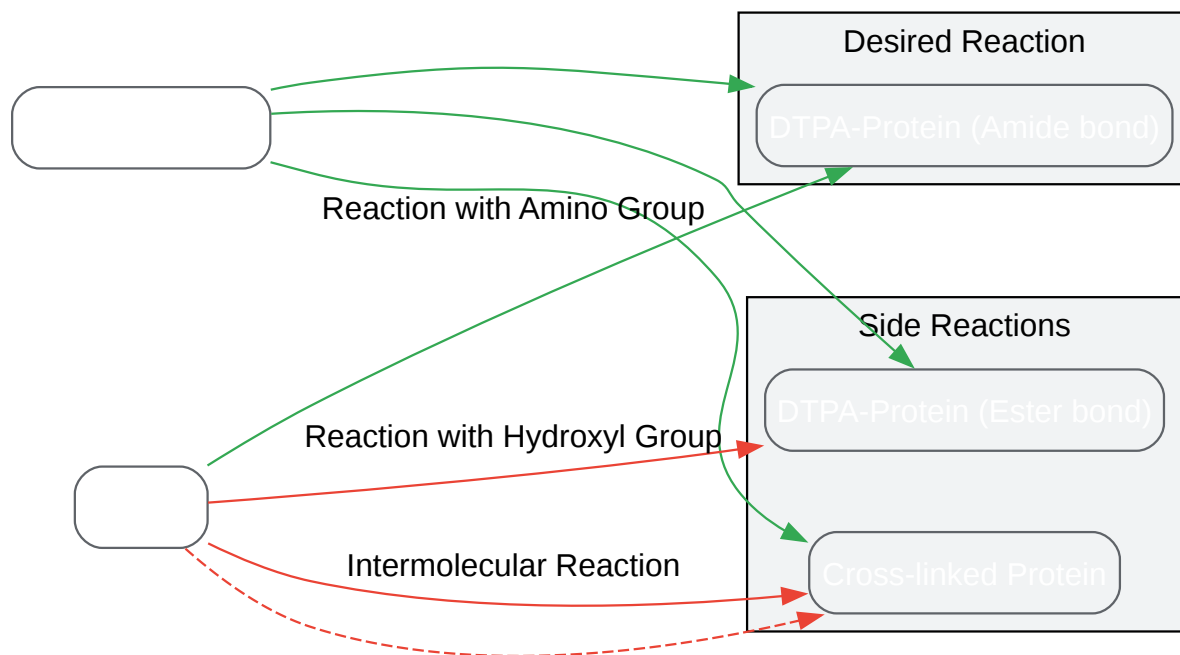 Desired Reaction
DTPA-Protein (Amide bond)
Reaction with Amino Group
Side Reactions
DTPA-Protein (Ester bond)
Reaction with Hydroxyl Group
Intermolecular Reaction
Cross-linked Protein